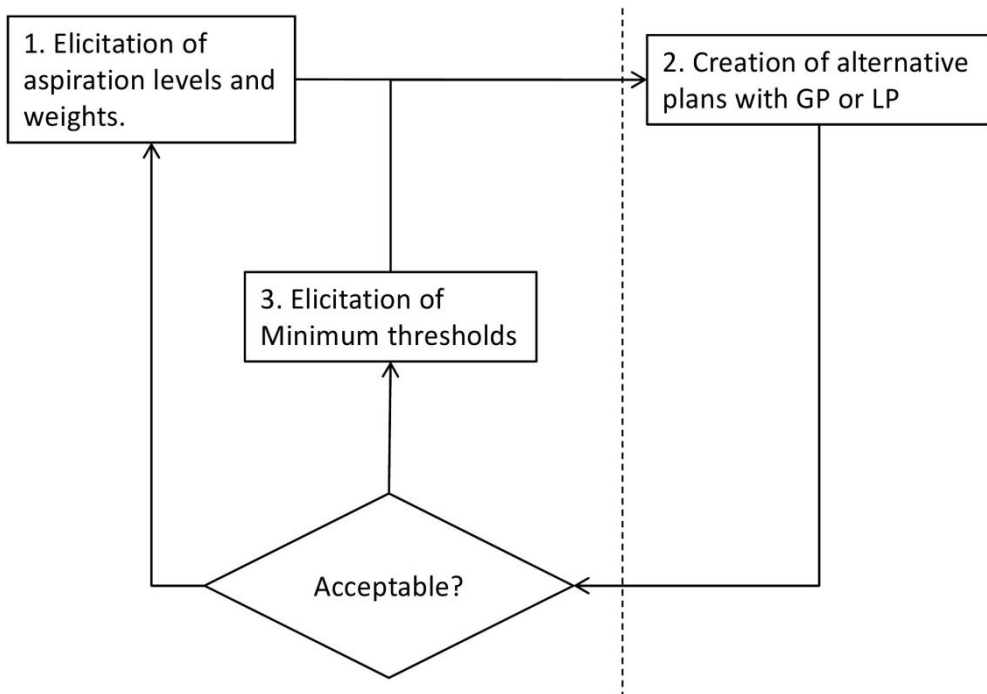 1. Elicitation of
aspiration levels and
weights.
2. Creation of alternative
plans with GP or LP
3. Elicitation of
Minimum thresholds
Acceptable?